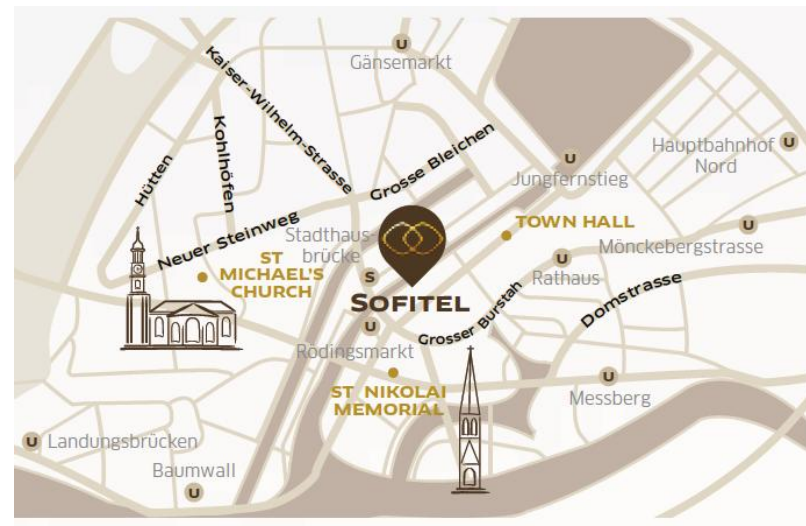 U
Gänsemarkt
Kaiser-Wilhelm-Strasse
Kohlhöfen
Hütten
Grosse Bleichen
U
Jungfernstieg
Hauptbahnhof U
Nord
Neuer Steinweg
Stadthaus-
brücke
S
ST
MICHAEL'S
CHURCH
SOFITEL
TOWN HALL
U
Mönckebergstrasse
U
Rathaus
Domstrasse
Grosser Burstah
U
Rödingsmarkt
ST NIKOLAI
MEMORIAL
U
Messberg
U Landungsbrücken
Baumwall
U